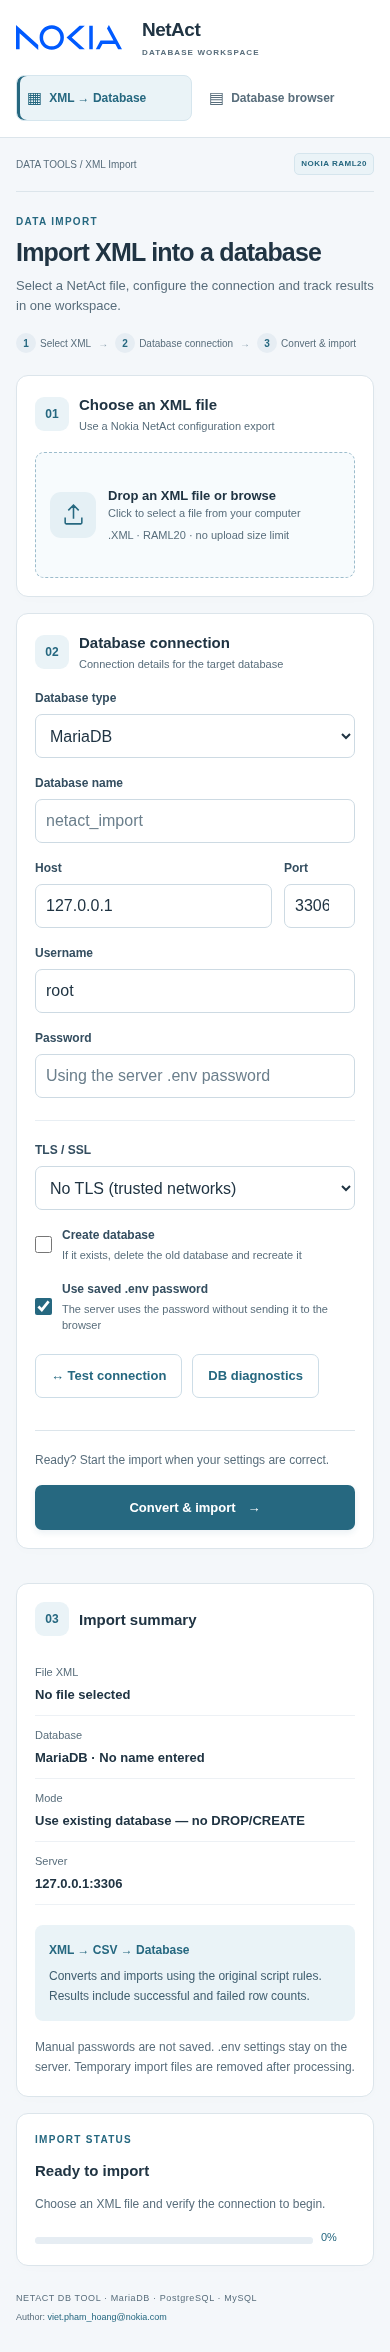 NOKIA NetAct
DATABASE WORKSPACE
XML → Database
Database browser
DATA TOOLS / XML Import
NOKIA RAML20
DATA IMPORT
Import XML into a database
Select a NetAct file, configure the connection and track results
in one workspace.
1 Select XML → 2 Database connection → 3 Convert & import
01 Choose an XML file
Use a Nokia NetAct configuration export
Drop an XML file or browse
Click to select a file from your computer
.XML · RAML20 · no upload size limit
02 Database connection
Connection details for the target database
Database type
MariaDB
Database name
netact_import
Host Port
127.0.0.1 3306
Username
root
Password
Using the server .env password
TLS / SSL
No TLS (trusted networks)
Create database
If it exists, delete the old database and recreate it
Use saved .env password
The server uses the password without sending it to the
browser
↔ Test connection
DB diagnostics
Ready? Start the import when your settings are correct.
Convert & import →
03 Import summary
File XML
No file selected
Database
MariaDB · No name entered
Mode
Use existing database — no DROP/CREATE
Server
127.0.0.1:3306
XML → CSV → Database
Converts and imports using the original script rules.
Results include successful and failed row counts.
Manual passwords are not saved. .env settings stay on the
server. Temporary import files are removed after processing.
IMPORT STATUS
Ready to import
Choose an XML file and verify the connection to begin.
0%
NETACT DB TOOL · MariaDB · PostgreSQL · MySQL
Author: viet.pham_hoang@nokia.com